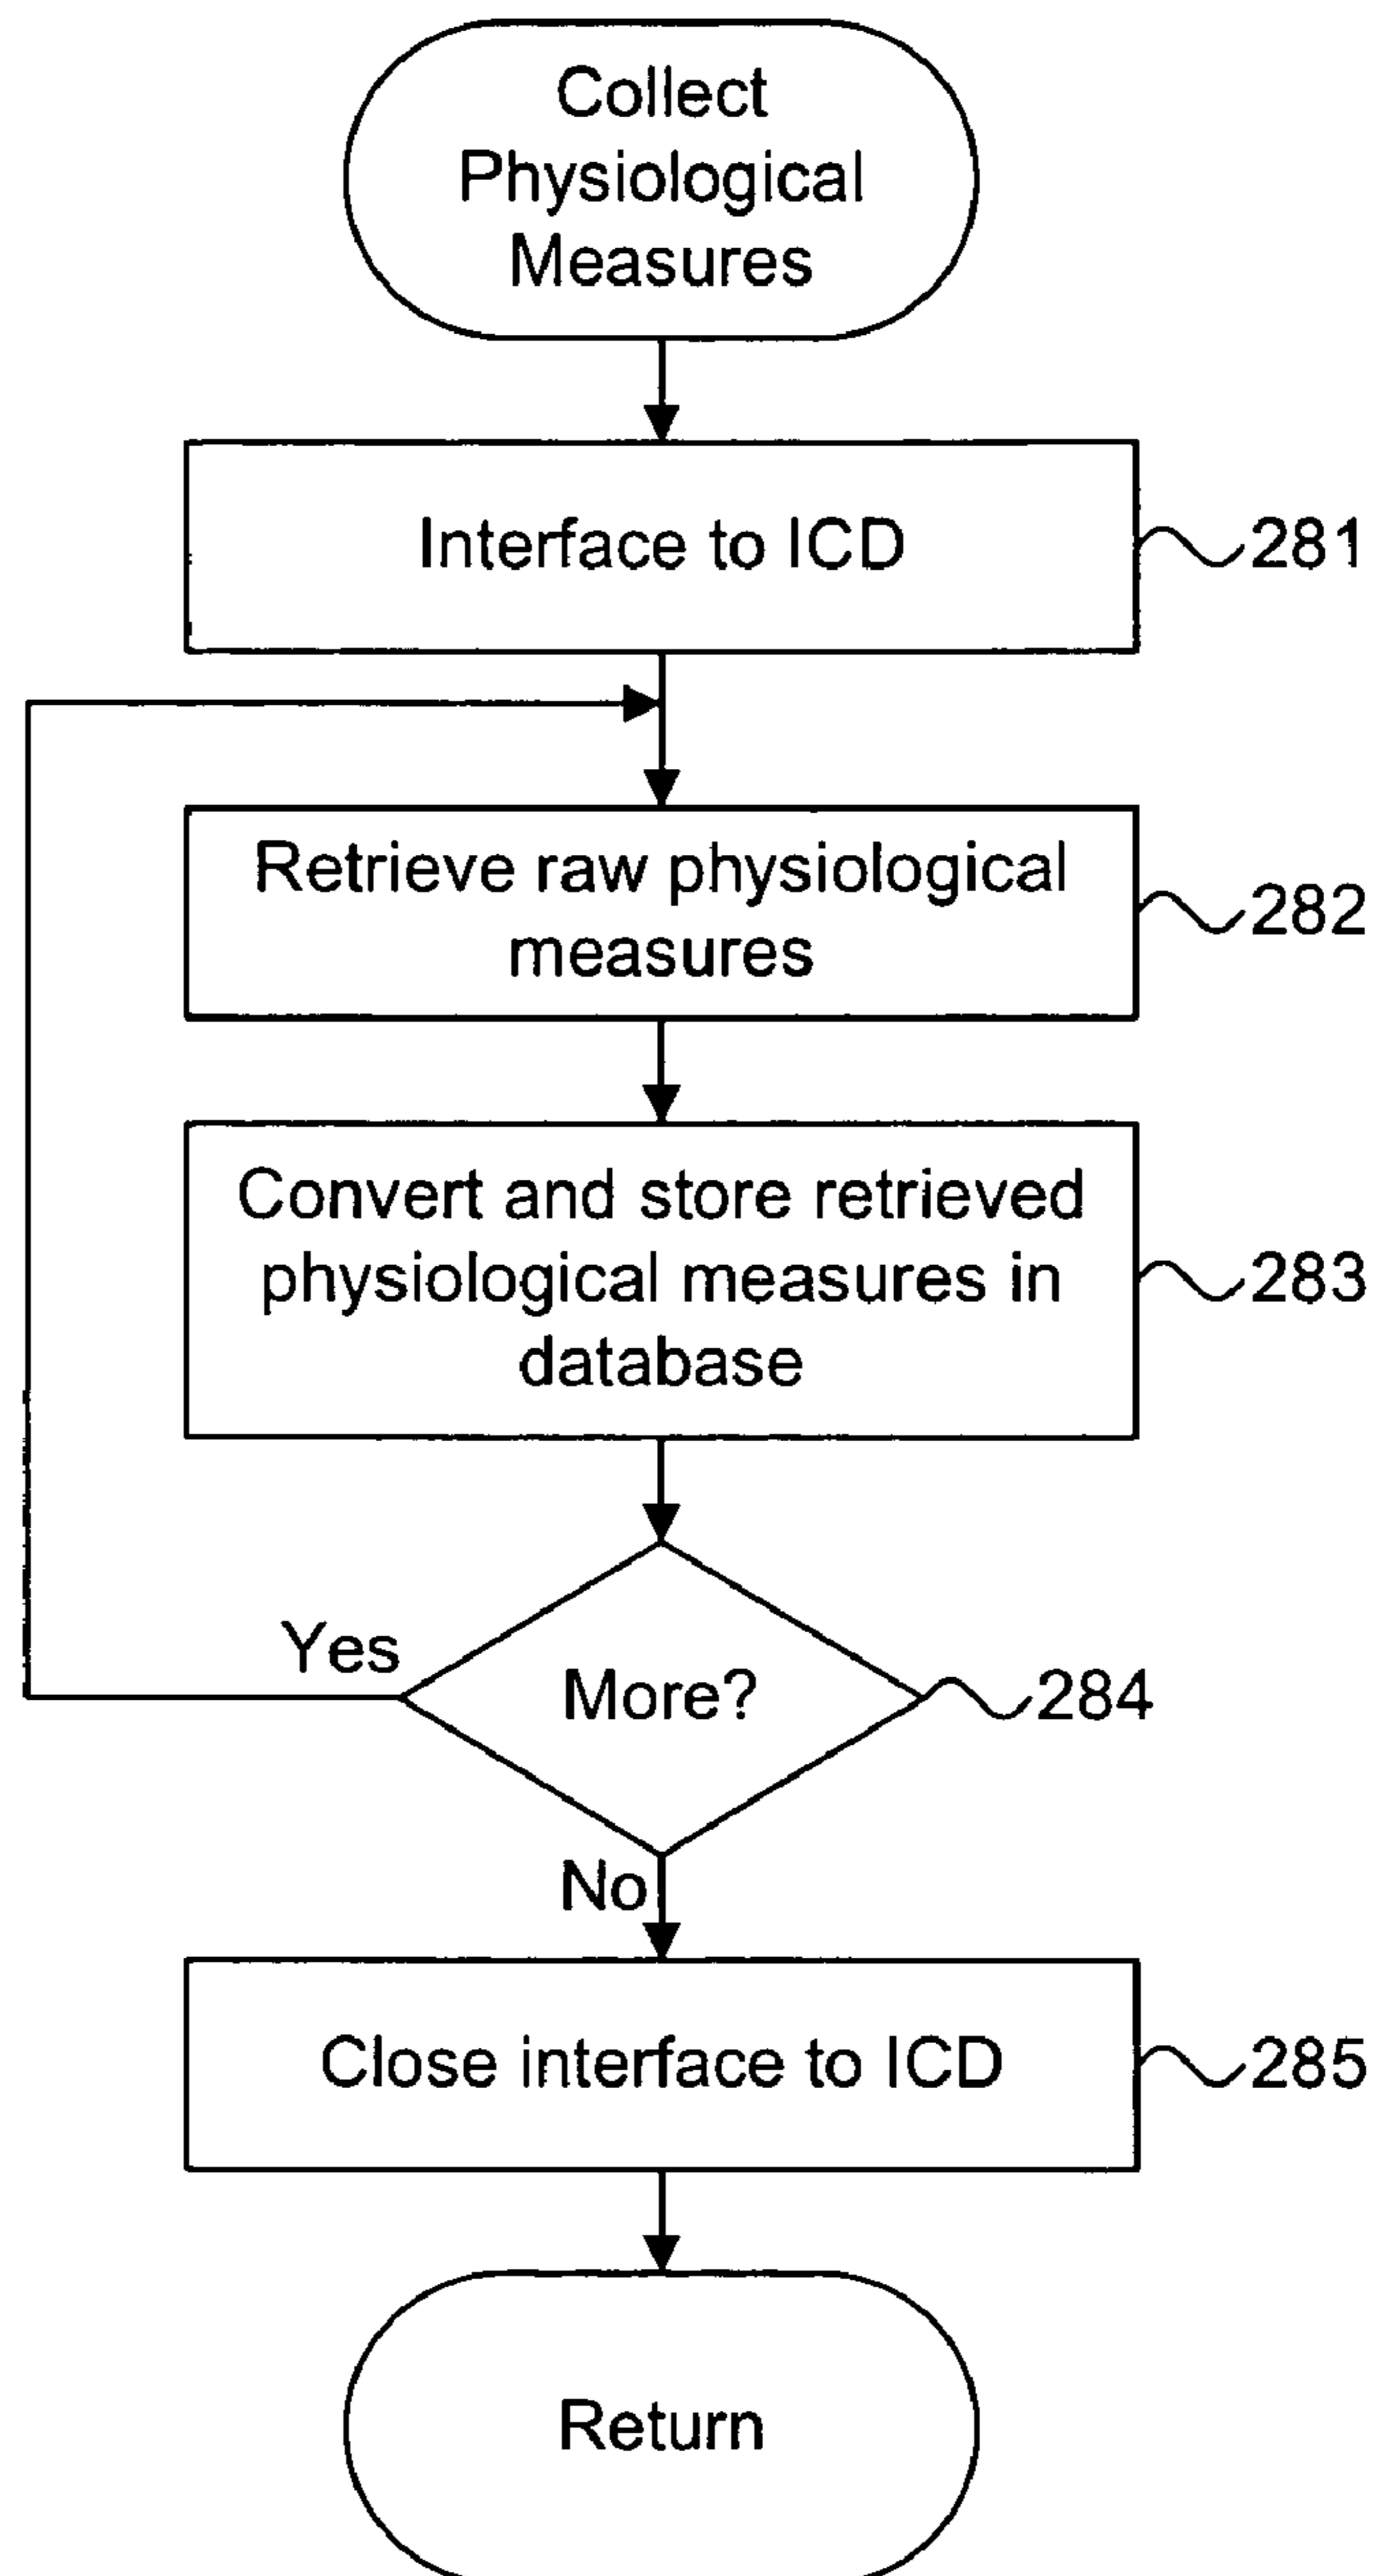 Collect
Physiological
Measures
Interface to ICD
281
Retrieve raw physiological
measures
282
Convert and store retrieved
physiological measures in
database
283
Yes
More?
284
No
Close interface to ICD
285
Return